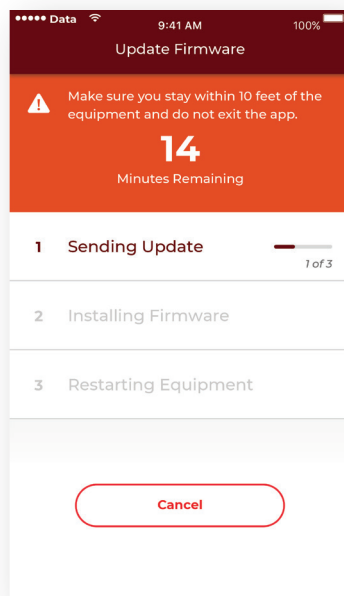 Data 9:41 AM 100%
Update Firmware
Make sure you stay within 10 feet of the
equipment and do not exit the app.
14
Minutes Remaining
1 Sending Update
1 of 3
2 Installing Firmware
3 Restarting Equipment
Cancel